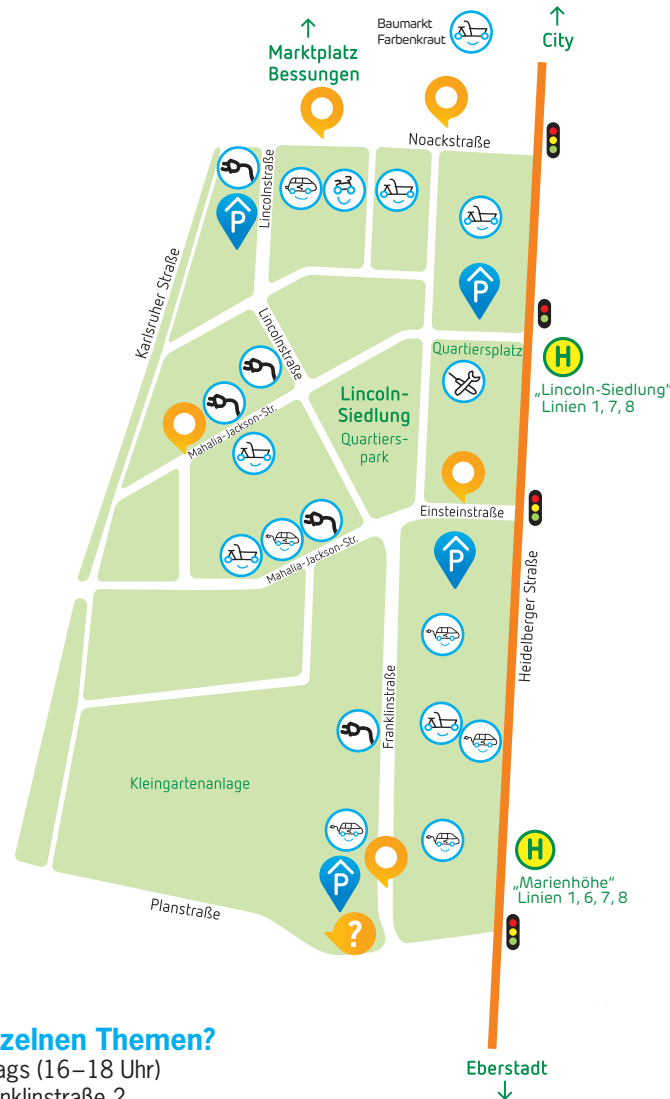 Baumarkt
Farbenkraut
City
Marktplatz
Bessungen
Noackstraße
Lincolnstraße
P
P
Karlsruher Straße
Lincolnstraße
Quartiersplatz
H
„Lincoln-Siedlung“
Linien 1, 7, 8
Lincoln-
Siedlung
Quartiers-
park
Mahalia-Jackson-Str.
Einsteinstraße
P
Mahalia-Jackson-Str.
Heidelberger Straße
Franklinstraße
Kleingartenanlage
H
„Marienhöhe“
Linien 1, 6, 7, 8
P
Planstraße
?
zelnen Themen?
ags (16–18 Uhr)
nklinstraße 2
Eberstadt